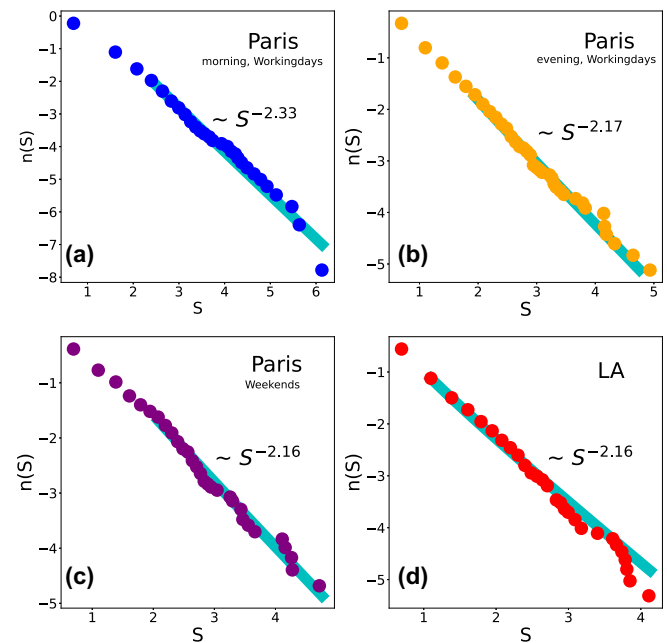 0
−1
−2
−3
−4
−5
−6
−7
−8
n(S)
1 2 3 4 5 6
S
Paris
morning, Workingdays
~ S^−2.33
(a)
−1
−2
−3
−4
−5
n(S)
1 2 3 4 5
S
Paris
evening, Workingdays
~ S^−2.17
(b)
−1
−2
−3
−4
−5
n(S)
1 2 3 4
S
Paris
Weekends
~ S^−2.16
(c)
−1
−2
−3
−4
−5
n(S)
1 2 3 4
S
LA
~ S^−2.16
(d)